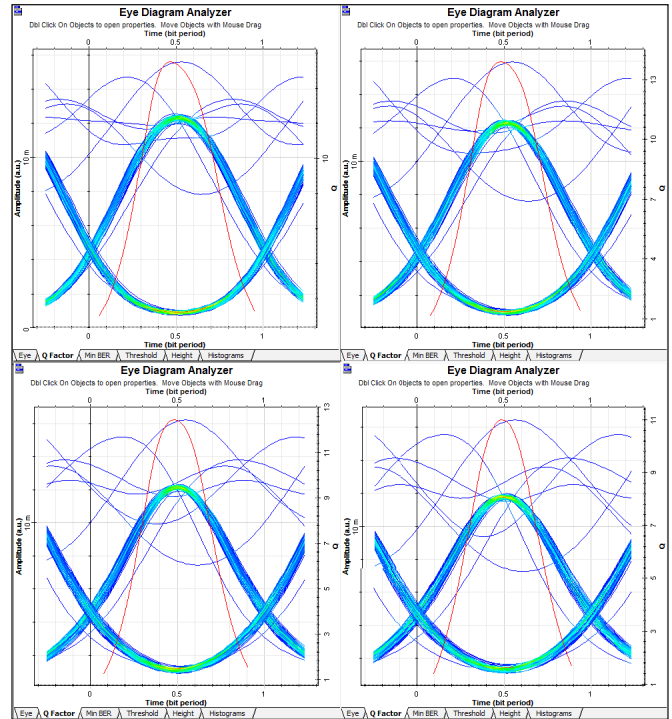 Eye Diagram Analyzer
Dbl Click On Objects to open properties. Move Objects with Mouse Drag
Time (bit period)
0 0.5 1
Amplitude (a.u.)
10 m
0
10
Q
0 0.5 1
Time (bit period)
Eye Q Factor Min BER Threshold Height Histograms
Eye Diagram Analyzer
Dbl Click On Objects to open properties. Move Objects with Mouse Drag
Time (bit period)
0 0.5 1
Amplitude (a.u.)
10 m
13
10
7
4
1
Q
0 0.5 1
Time (bit period)
Eye Q Factor Min BER Threshold Height Histograms
Eye Diagram Analyzer
Dbl Click On Objects to open properties. Move Objects with Mouse Drag
Time (bit period)
0 0.5 1
Amplitude (a.u.)
10 m
13
11
9
7
5
3
1
Q
0 0.5 1
Time (bit period)
Eye Q Factor Min BER Threshold Height Histograms
Eye Diagram Analyzer
Dbl Click On Objects to open properties. Move Objects with Mouse Drag
Time (bit period)
0 0.5 1
Amplitude (a.u.)
10 m
11
9
7
5
3
1
Q
0 0.5 1
Time (bit period)
Eye Q Factor Min BER Threshold Height Histograms